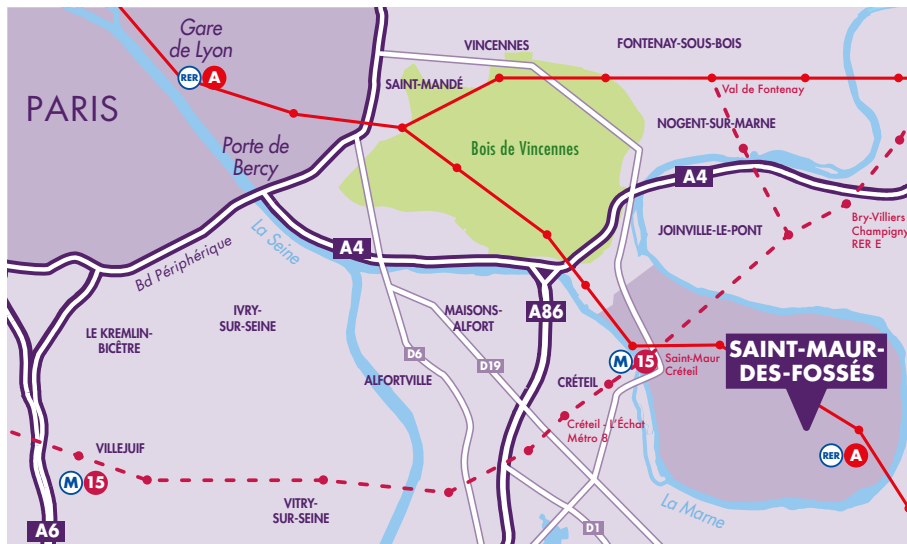 Gare
de Lyon
RER A
PARIS
VINCENNES
FONTENAY-SOUS-BOIS
SAINT-MANDÉ
Val de Fontenay
NOGENT-SUR-MARNE
Bois de Vincennes
Porte de
Bercy
A4
La Seine
A4
JOINVILLE-LE-PONT
Bry-Villiers
Champigny
RER E
Bd Périphérique
IVRY-
SUR-SEINE
MAISONS-
ALFORT
A86
LE KREMLIN-
BICÊTRE
D6
D19
M 15
Saint-Maur
Créteil
SAINT-MAUR-
DES-FOSSÉS
ALFORTVILLE
CRÉTEIL
Créteil - L'Échat
Métro 8
VILLEJUIF
RER A
M 15
VITRY-
SUR-SEINE
La Marne
A6
D1